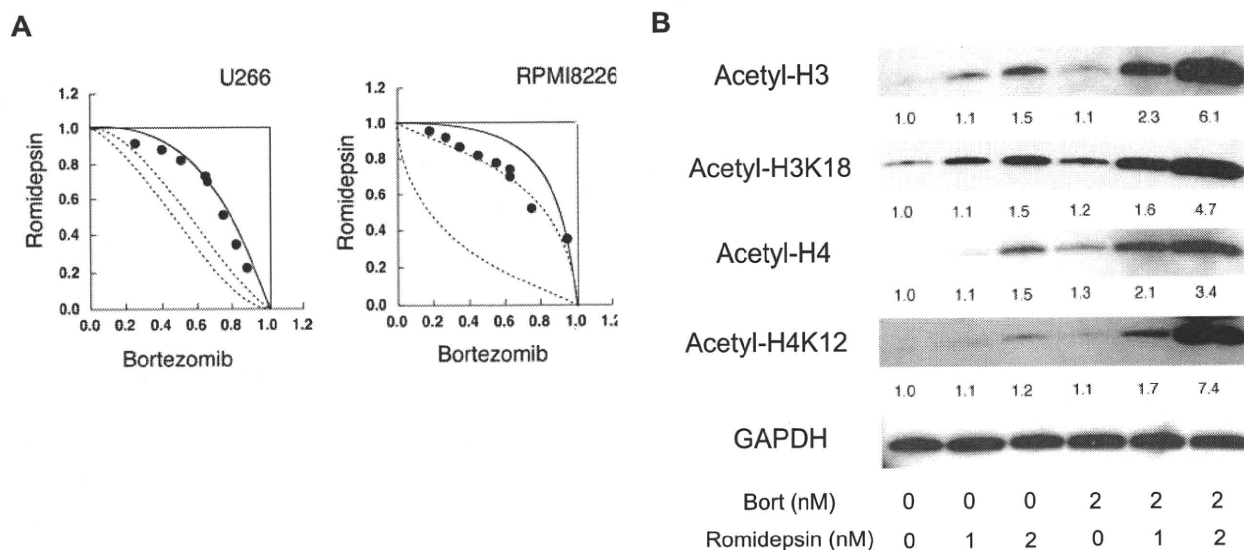 A
B
U266
RPMI8226
1.2
1.0
0.8
0.6
0.4
0.2
0.0
Romidepsin
0.0 0.2 0.4 0.6 0.8 1.0 1.2
Bortezomib
1.2
1.0
0.8
0.6
0.4
0.2
0.0
Romidepsin
0.0 0.2 0.4 0.6 0.8 1.0 1.2
Bortezomib
Acetyl-H3
1.0 1.1 1.5 1.1 2.3 6.1
Acetyl-H3K18
1.0 1.1 1.5 1.2 1.6 4.7
Acetyl-H4
1.0 1.1 1.5 1.3 2.1 3.4
Acetyl-H4K12
1.0 1.1 1.2 1.1 1.7 7.4
GAPDH
Bort (nM) 0 0 0 2 2 2
Romidepsin (nM) 0 1 2 0 1 2